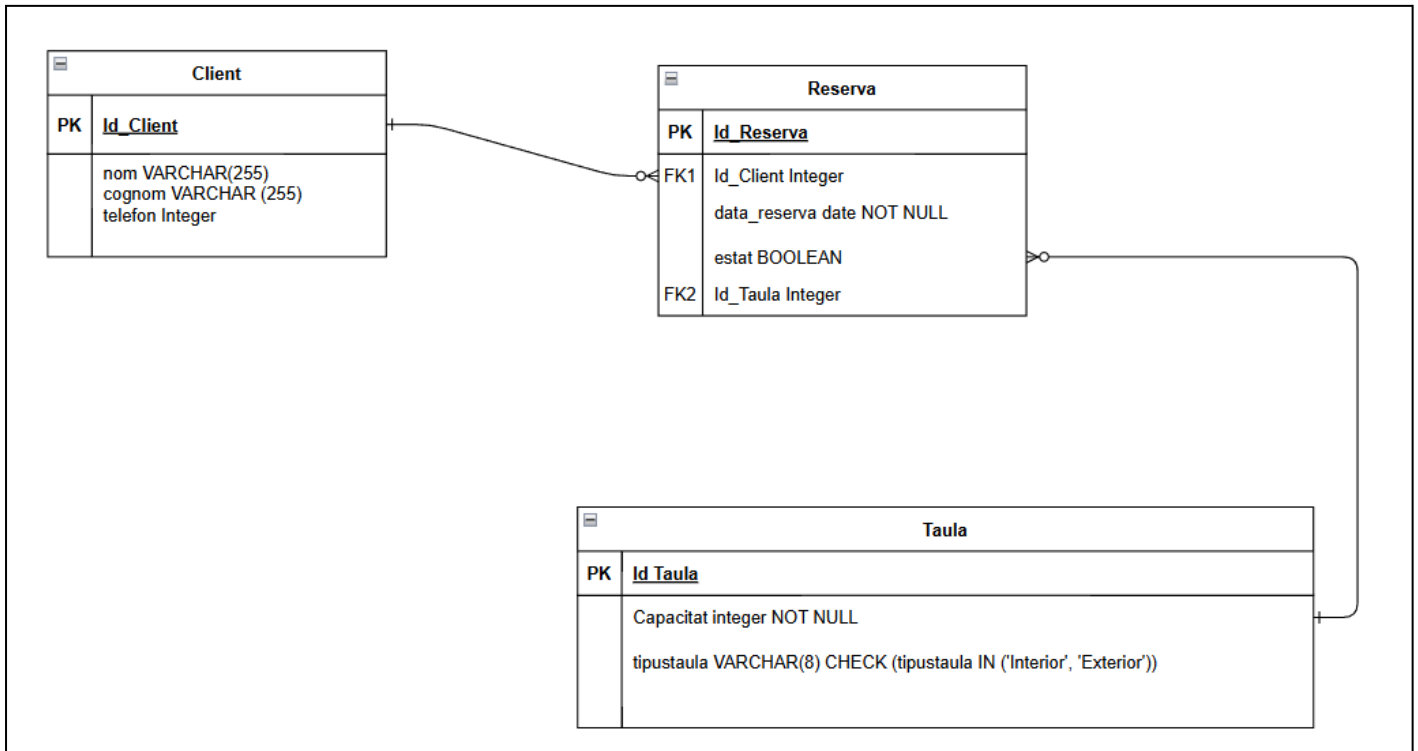 Client
PK Id_Client
nom VARCHAR(255)
cognom VARCHAR (255)
telefon Integer
Reserva
PK Id_Reserva
FK1 Id_Client Integer
data_reserva date NOT NULL
estat BOOLEAN
FK2 Id_Taula Integer
Taula
PK Id Taula
Capacitat integer NOT NULL
tipustaula VARCHAR(8) CHECK (tipustaula IN ('Interior', 'Exterior'))